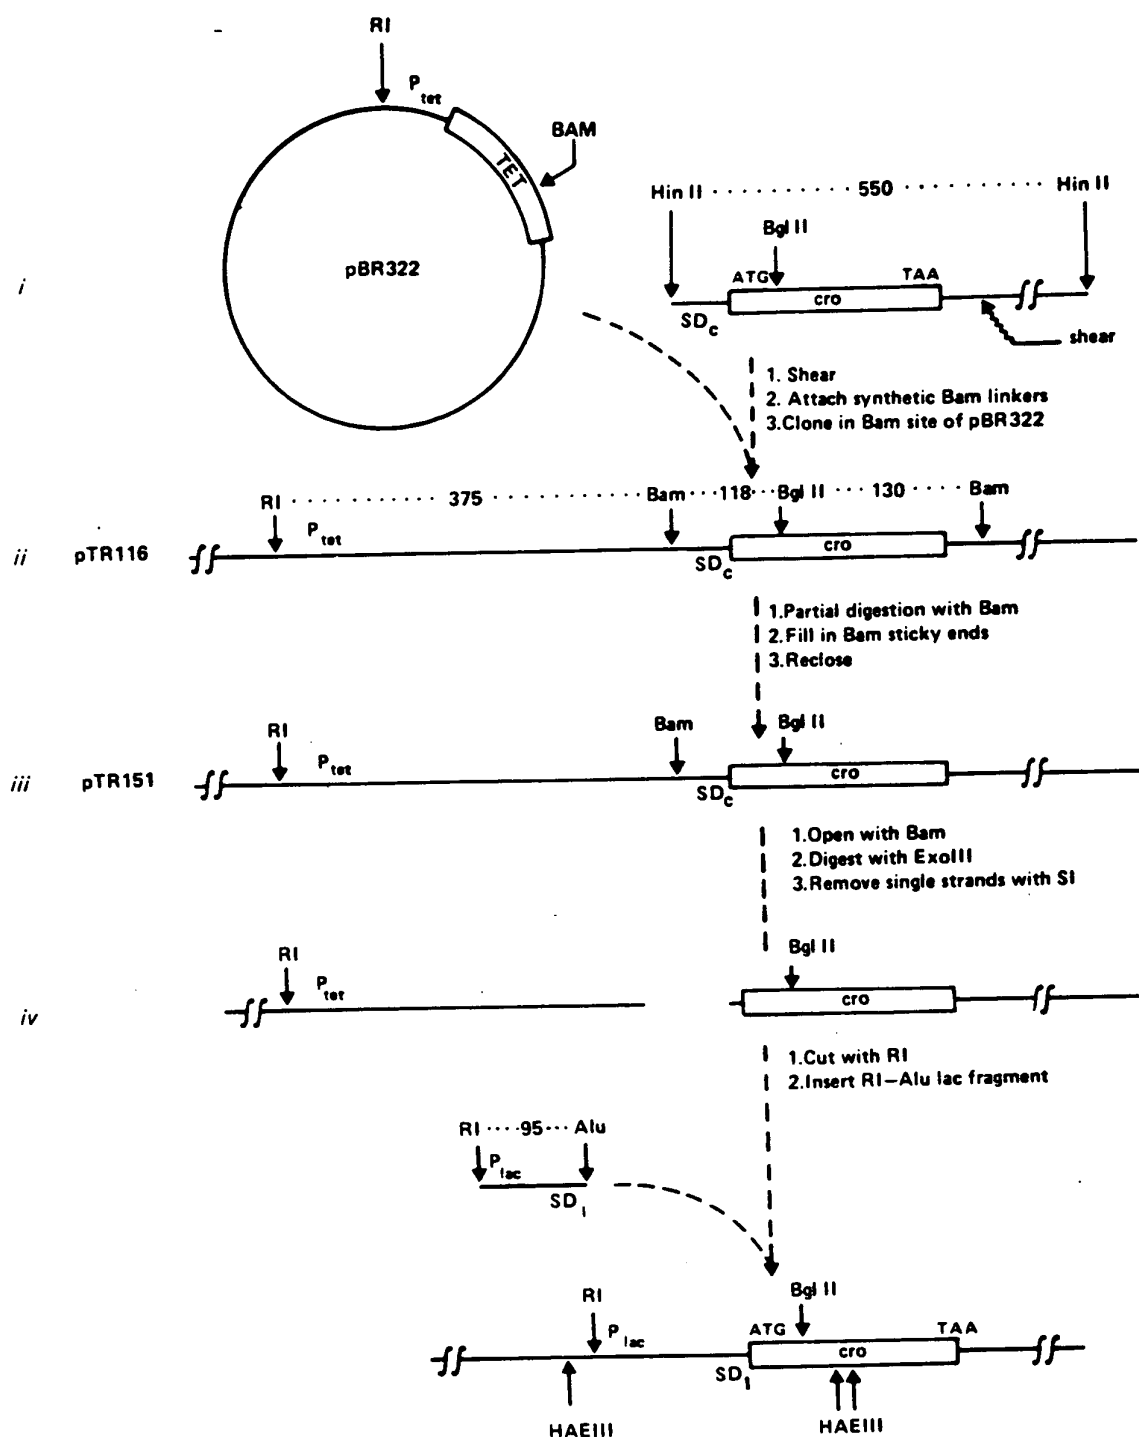 RI
P tet
TET
BAM
pBR322
Hin II · · · · · · · · · · 550 · · · · · · · · · Hin II
Bgl II
ATG
TAA
cro
SD c
shear
i
1. Shear
2. Attach synthetic Bam linkers
3.Clone in Bam site of pBR322
RI · · · · · · · · · · 375 · · · · · · · · · · Bam · · · 118 · · · Bgl II · · · 130 · · · · · Bam
P tet
cro
SD c
ii pTR116
1.Partial digestion with Bam
2.Fill in Bam sticky ends
3.Reclose
RI
Bam
Bgl II
P tet
cro
SD c
iii pTR151
1.Open with Bam
2.Digest with ExoIII
3.Remove single strands with SI
RI
Bgl II
P tet
cro
iv
1.Cut with RI
2.Insert RI—Alu lac fragment
RI · · · · 95 · · · Alu
P lac
SD l
RI
Bgl II
P lac
ATG
TAA
cro
SD l
HAEIII
HAEIII